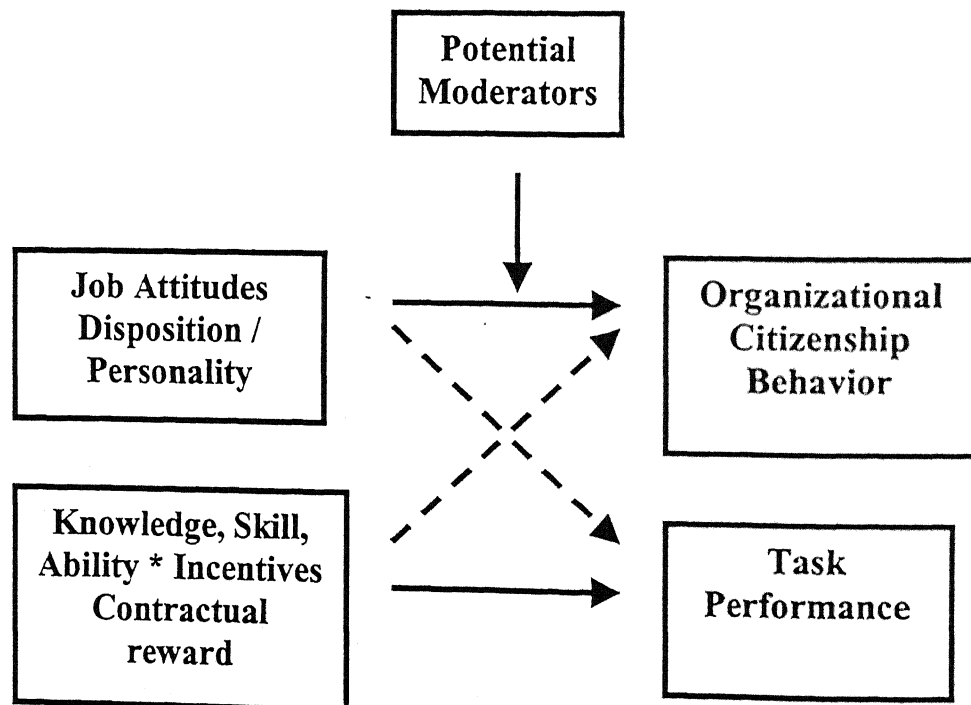 Potential
Moderators
Job Attitudes
Disposition /
Personality
Organizational
Citizenship
Behavior
Knowledge, Skill,
Ability * Incentives
Contractual
reward
Task
Performance